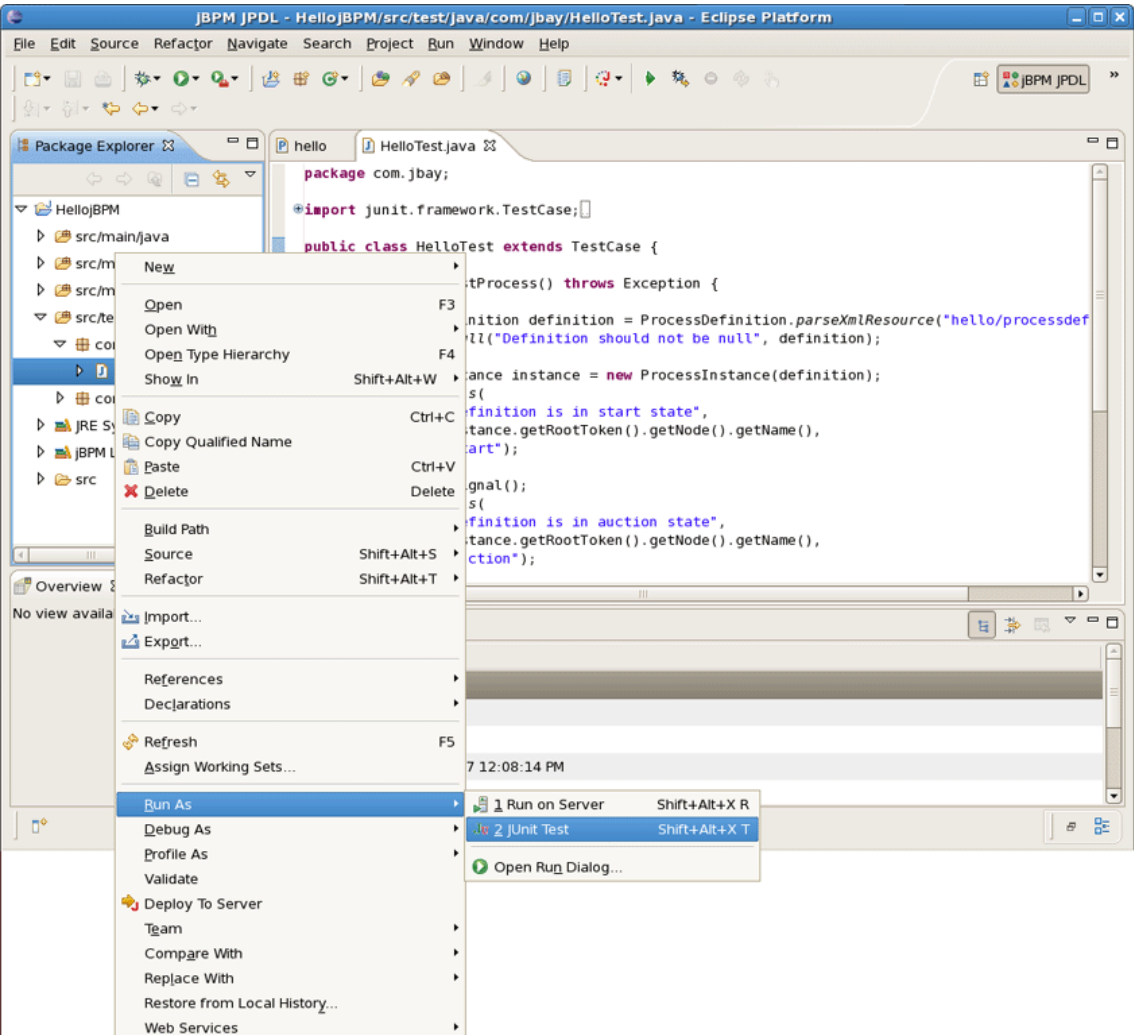 jBPM JPDL - HellojBPM/src/test/java/com/jbay/HelloTest.java - Eclipse Platform
File Edit Source Refactor Navigate Search Project Run Window Help
jBPM JPDL »
Package Explorer
hello
HelloTest.java
HellojBPM
src/main/java
src/m
src/m
src/te
co
co
JRE Sy
jBPM L
src
package com.jbay;
import junit.framework.TestCase;
public class HelloTest extends TestCase {
tProcess() throws Exception {
nition definition = ProcessDefinition.parseXmlResource("hello/processdef
ll("Definition should not be null", definition);
ance instance = new ProcessInstance(definition);
s(
efinition is in start state",
tance.getRootToken().getNode().getName(),
art");
gnal();
s(
efinition is in auction state",
tance.getRootToken().getNode().getName(),
ction");
Overview
No view availa
7 12:08:14 PM
New
Open F3
Open With
Open Type Hierarchy F4
Show In Shift+Alt+W
Copy Ctrl+C
Copy Qualified Name
Paste Ctrl+V
Delete Delete
Build Path
Source Shift+Alt+S
Refactor Shift+Alt+T
Import...
Export...
References
Declarations
Refresh F5
Assign Working Sets...
Run As
Debug As
Profile As
Validate
Deploy To Server
Team
Compare With
Replace With
Restore from Local History...
Web Services
1 Run on Server Shift+Alt+X R
2 JUnit Test Shift+Alt+X T
Open Run Dialog...